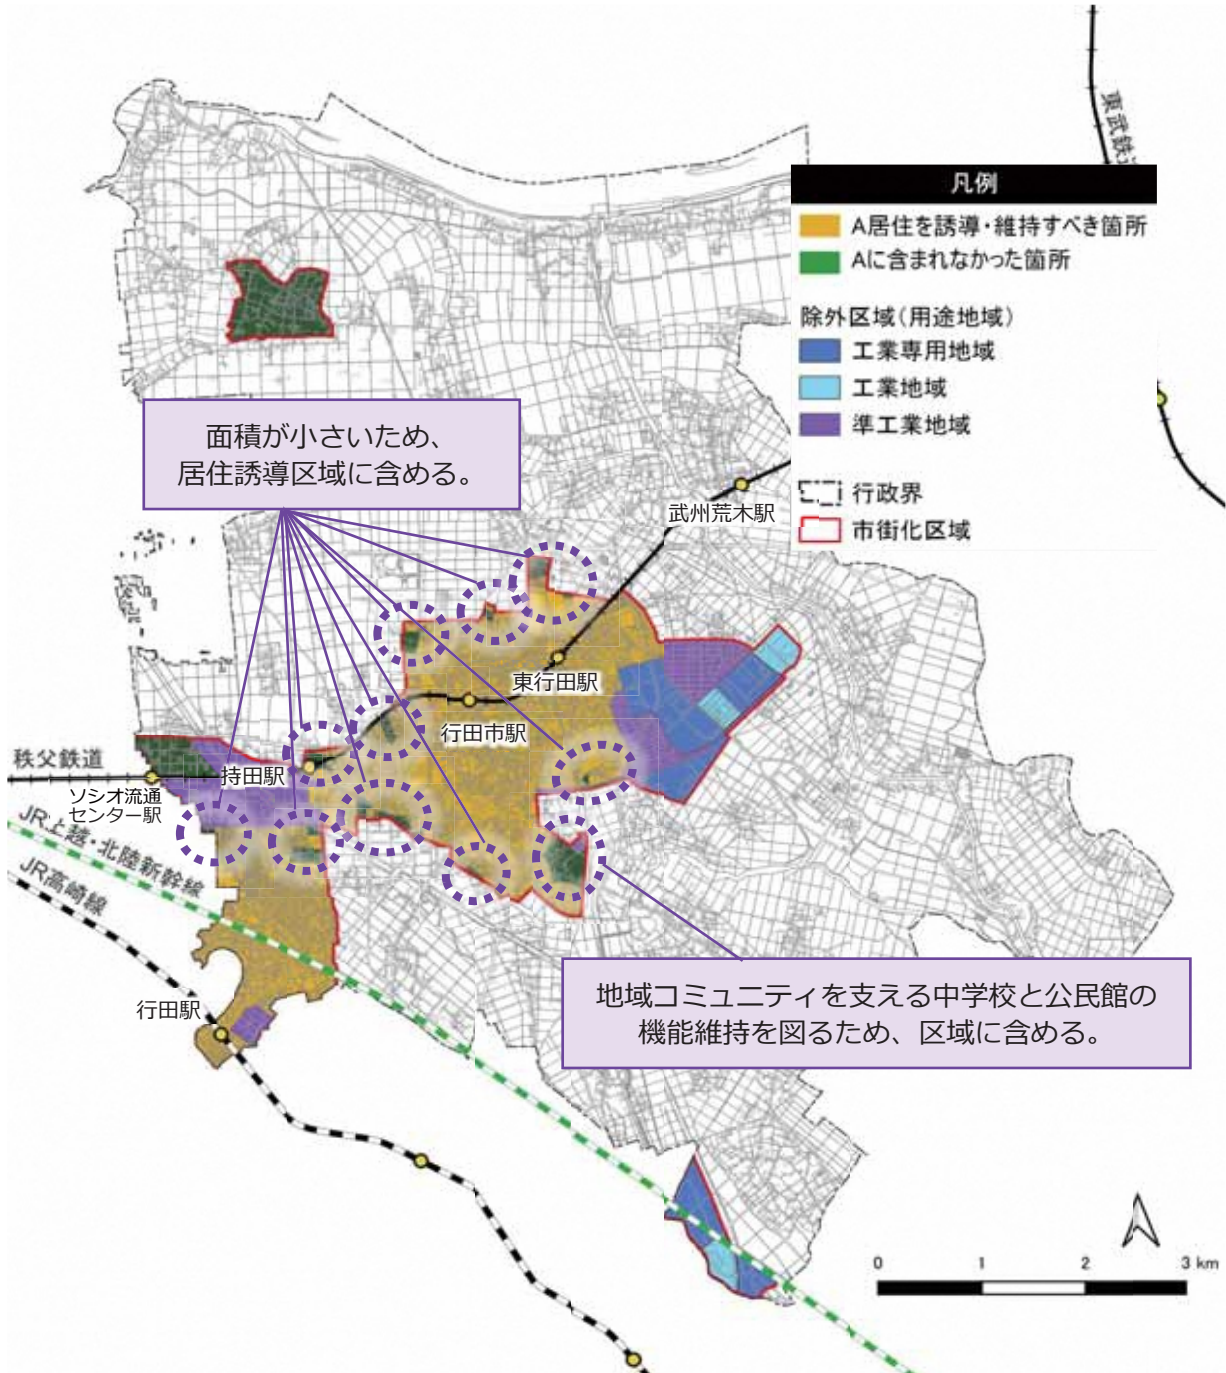 東武鉄道
凡例
A居住を誘導・維持すべき箇所
Aに含まれなかった箇所
除外区域(用途地域)
工業専用地域
工業地域
準工業地域
行政界
市街化区域
面積が小さいため、
居住誘導区域に含める。
武州荒木駅
東行田駅
行田市駅
持田駅
秩父鉄道
ソシオ流通
センター駅
JR上越・北陸新幹線
JR高崎線
行田駅
地域コミュニティを支える中学校と公民館の
機能維持を図るため、区域に含める。
0 1 2 3 km